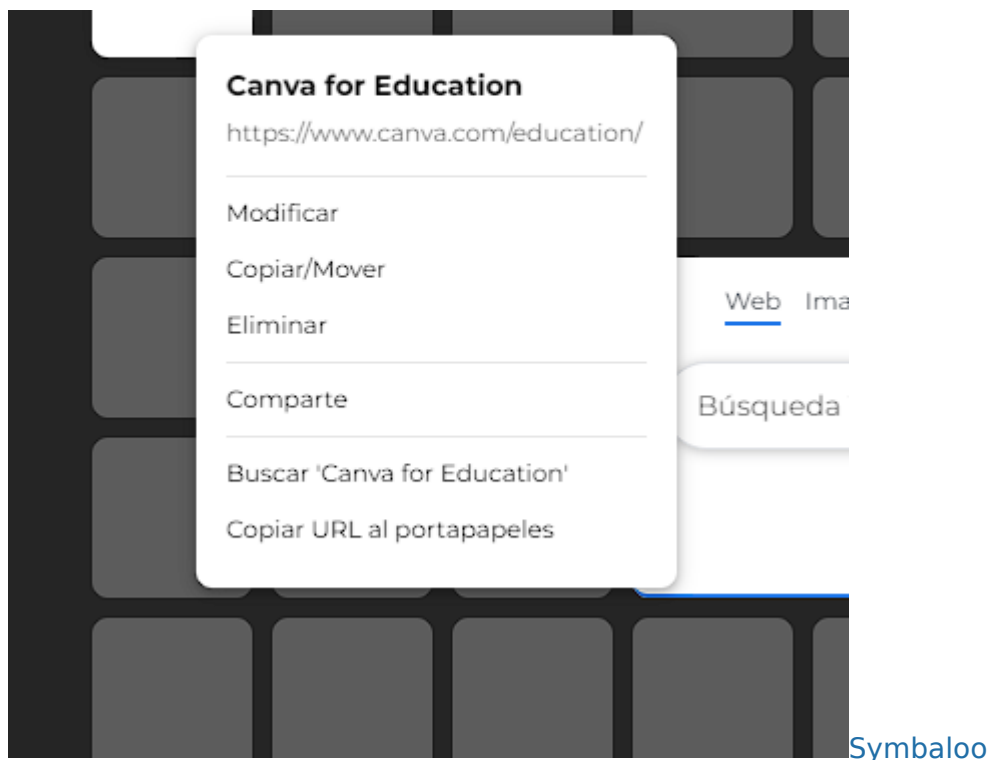 Canva for Education
https://www.canva.com/education/
Modificar
Copiar/Mover
Eliminar
Comparte
Buscar 'Canva for Education'
Copiar URL al portapapeles
Web Ima
Búsqueda
Symbaloo